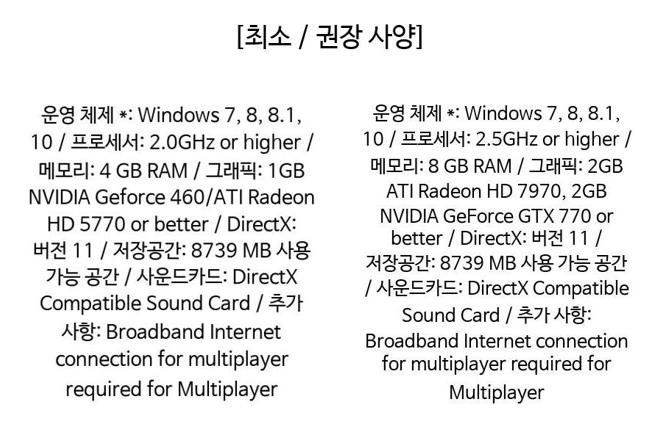 [최소 / 권장 사양]
운영 체제 *: Windows 7, 8, 8.1,
10 / 프로세서: 2.0GHz or higher /
메모리: 4 GB RAM / 그래픽: 1GB
NVIDIA Geforce 460/ATI Radeon
HD 5770 or better / DirectX:
버전 11 / 저장공간: 8739 MB 사용
가능 공간 / 사운드카드: DirectX
Compatible Sound Card / 추가
사항: Broadband Internet
connection for multiplayer
required for Multiplayer
운영 체제 *: Windows 7, 8, 8.1,
10 / 프로세서: 2.5GHz or higher /
메모리: 8 GB RAM / 그래픽: 2GB
ATI Radeon HD 7970, 2GB
NVIDIA GeForce GTX 770 or
better / DirectX: 버전 11 /
저장공간: 8739 MB 사용 가능 공간
/ 사운드카드: DirectX Compatible
Sound Card / 추가 사항:
Broadband Internet connection
for multiplayer required for
Multiplayer